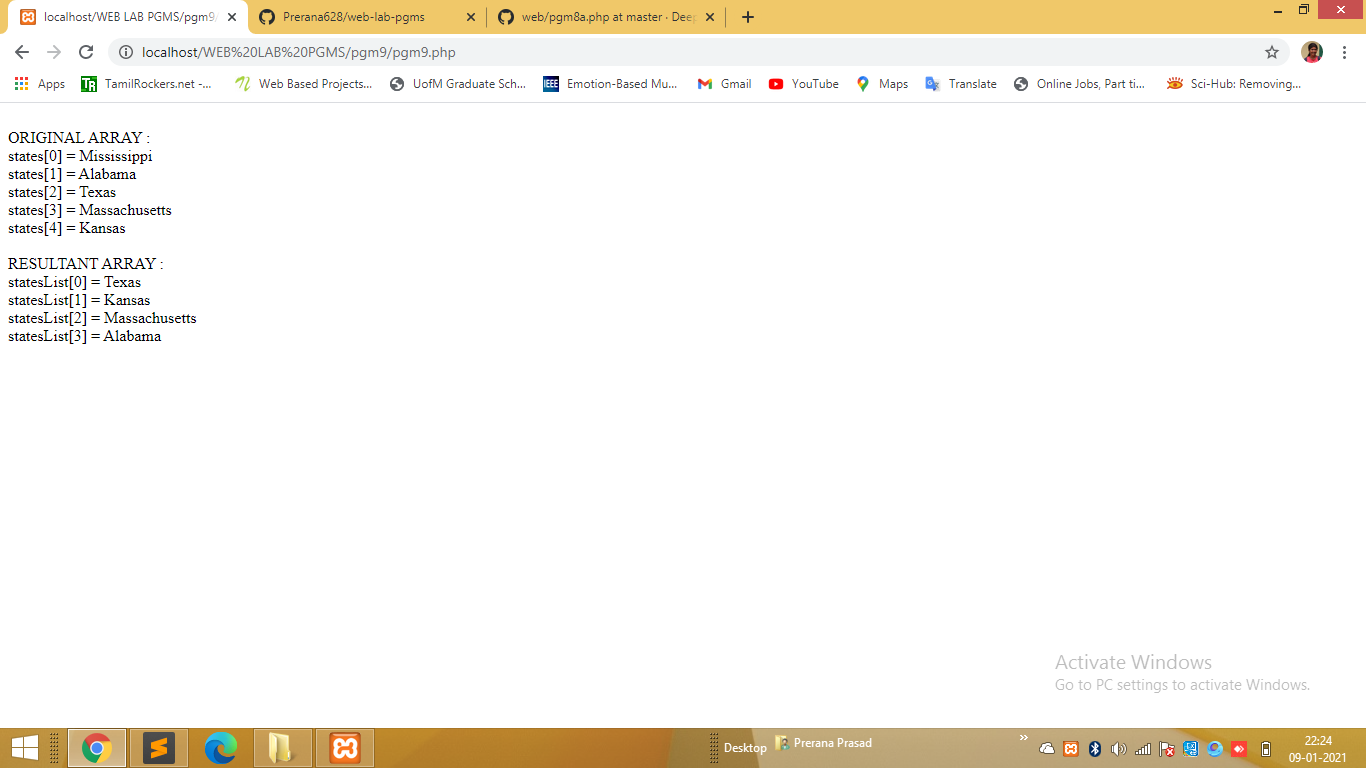 localhost/WEB LAB PGMS/pgm9/
Prerana628/web-lab-pgms
web/pgm8a.php at master · Deep
localhost/WEB%20LAB%20PGMS/pgm9/pgm9.php
Apps
TR
TamilRockers.net -...
Web Based Projects...
UofM Graduate Sch...
IEEE
Emotion-Based Mu...
Gmail
YouTube
Maps
Translate
Online Jobs, Part ti...
Sci-Hub: Removing...
ORIGINAL ARRAY :
states[0] = Mississippi
states[1] = Alabama
states[2] = Texas
states[3] = Massachusetts
states[4] = Kansas
RESULTANT ARRAY :
statesList[0] = Texas
statesList[1] = Kansas
statesList[2] = Massachusetts
statesList[3] = Alabama
Activate Windows
Go to PC settings to activate Windows.
Desktop
Prerana Prasad
22:24
09-01-2021